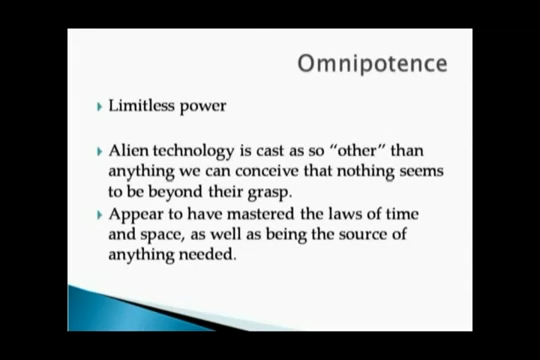 Omnipotence
Limitless power
Alien technology is cast as so “other” than
anything we can conceive that nothing seems
to be beyond their grasp.
Appear to have mastered the laws of time
and space, as well as being the source of
anything needed.